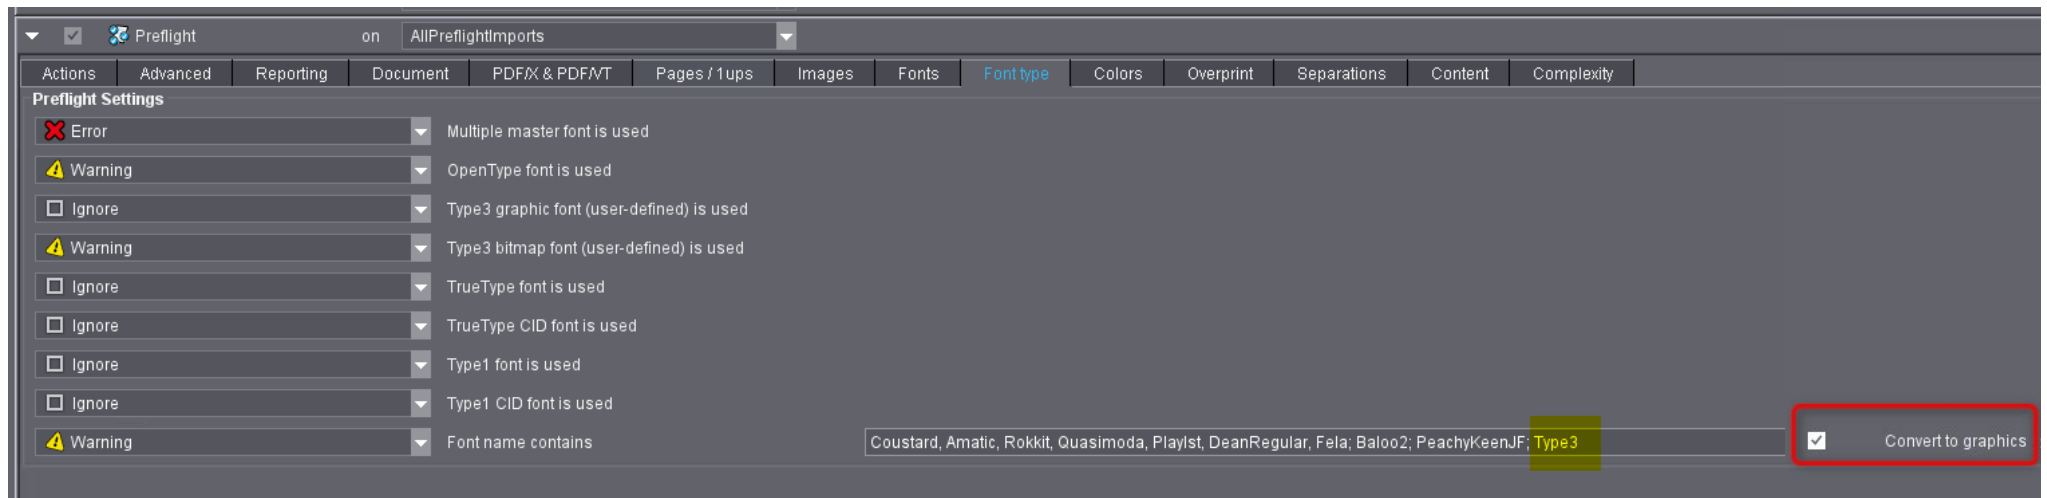 Preflight on AllPreflightImports
Actions Advanced Reporting Document PDF/X & PDF/VT Pages / 1ups Images Fonts Font type Colors Overprint Separations Content Complexity
Preflight Settings
Error Multiple master font is used
Warning OpenType font is used
Ignore Type3 graphic font (user-defined) is used
Warning Type3 bitmap font (user-defined) is used
Ignore TrueType font is used
Ignore TrueType CID font is used
Ignore Type1 font is used
Ignore Type1 CID font is used
Warning Font name contains Coustard, Amatic, Rokkit, Quasimoda, Playlst, DeanRegular, Fela; Baloo2; PeachyKeenJF; Type3 Convert to graphics